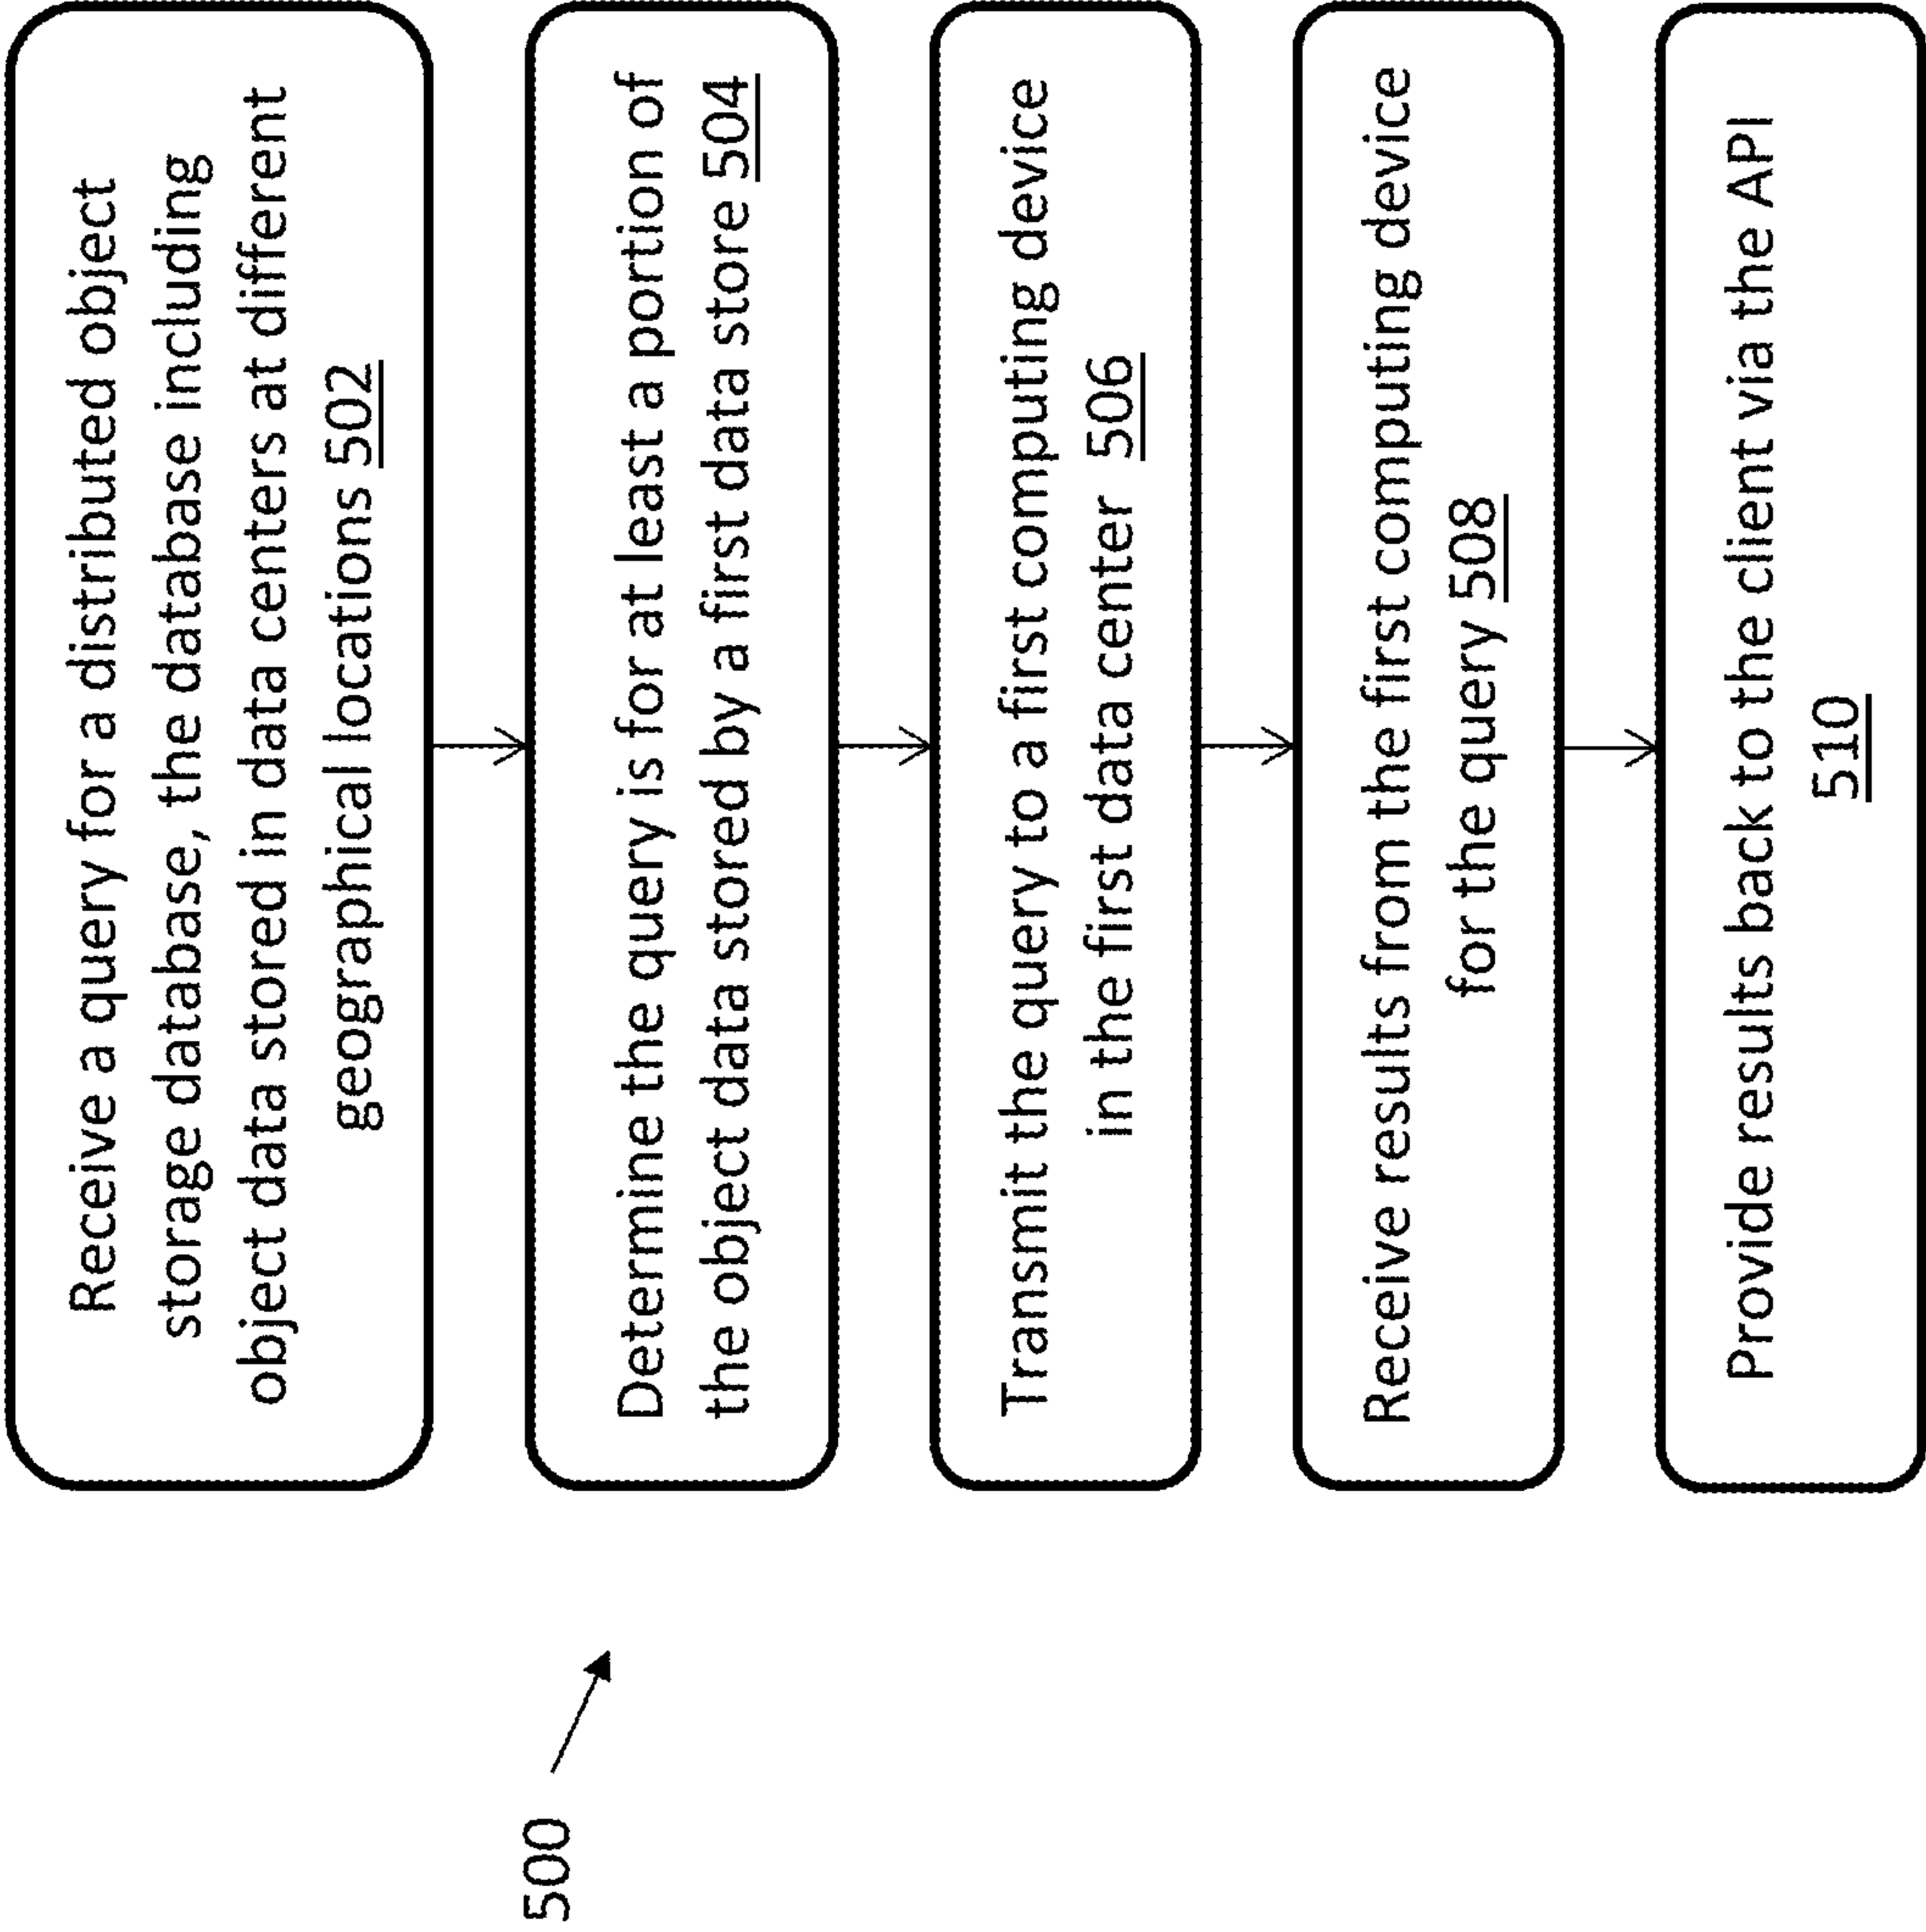 500
Receive a query for a distributed object
storage database, the database including
object data stored in data centers at different
geographical locations 502
Determine the query is for at least a portion of
the object data stored by a first data store 504
Transmit the query to a first computing device
in the first data center 506
Receive results from the first computing device
for the query 508
Provide results back to the client via the API
510